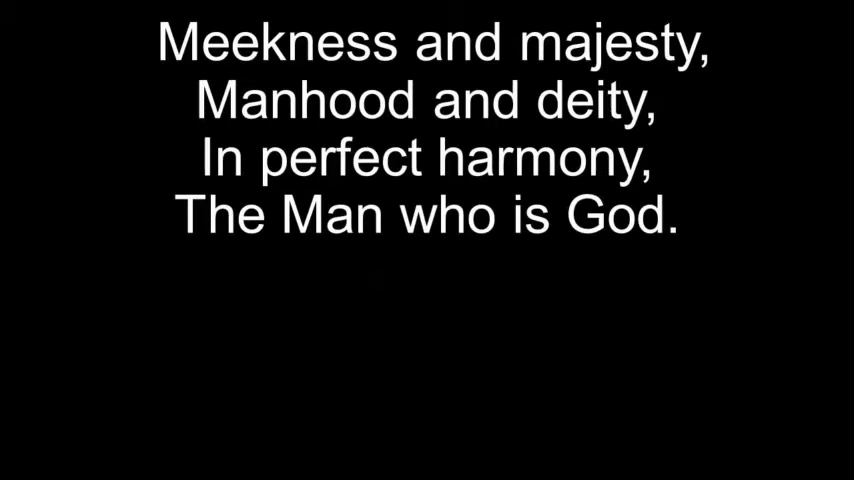 Meekness and majesty,
Manhood and deity,
In perfect harmony,
The Man who is God.